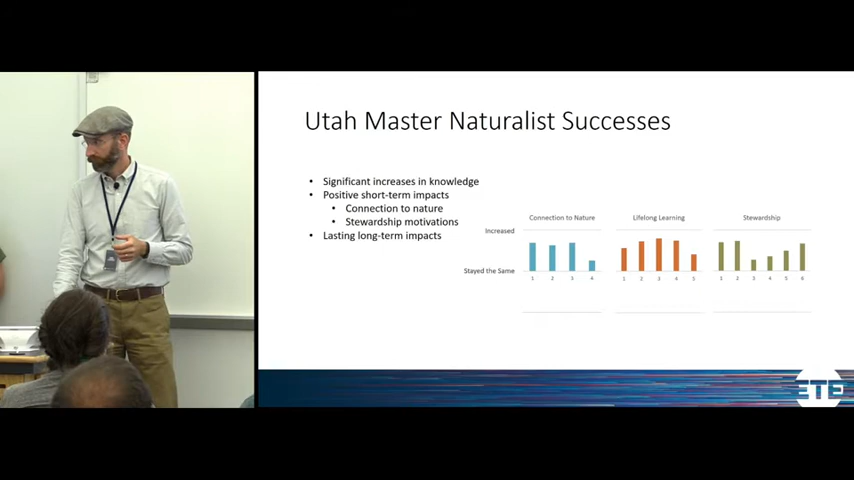 Utah Master Naturalist Successes
• Significant increases in knowledge
• Positive short-term impacts
• Connection to nature
• Stewardship motivations
• Lasting long-term impacts
Connection to Nature
Lifelong Learning
Stewardship
Increased
Stayed the Same
1 2 3 4
1 2 3 4 5
1 2 3 4 5 6
ETE